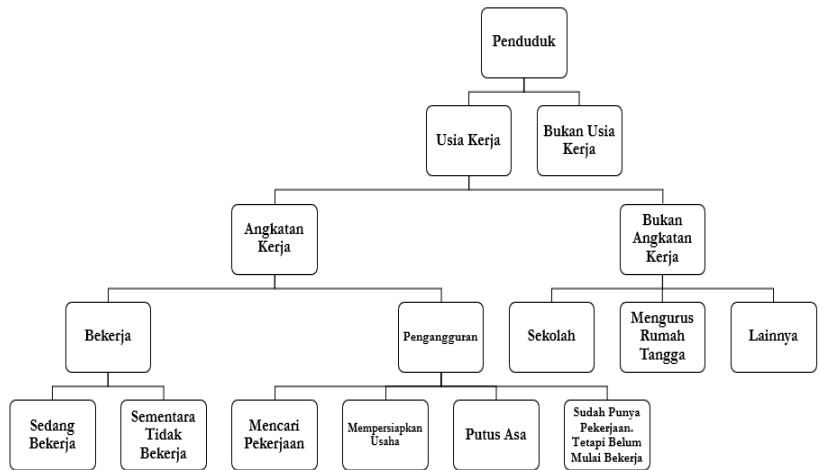 Penduduk
Usia Kerja
Bukan Usia
Kerja
Angkatan
Kerja
Bukan
Angkatan
Kerja
Bekerja
Pengangguran
Sekolah
Mengurus
Rumah
Tangga
Lainnya
Sedang
Bekerja
Sementara
Tidak
Bekerja
Mencari
Pekerjaan
Mempersiapkan
Usaha
Putus Asa
Sudah Punya
Pekerjaan.
Tetapi Belum
Mulai Bekerja